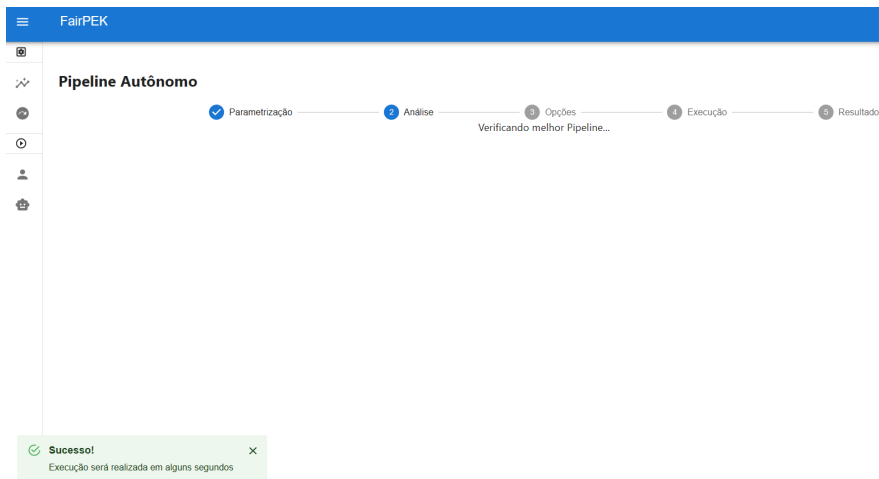 FairPEK
Pipeline Autônomo
Parametrização
2 Análise
3 Opções
4 Execução
5 Resultado
Verificando melhor Pipeline...
Sucesso!
Execução será realizada em alguns segundos